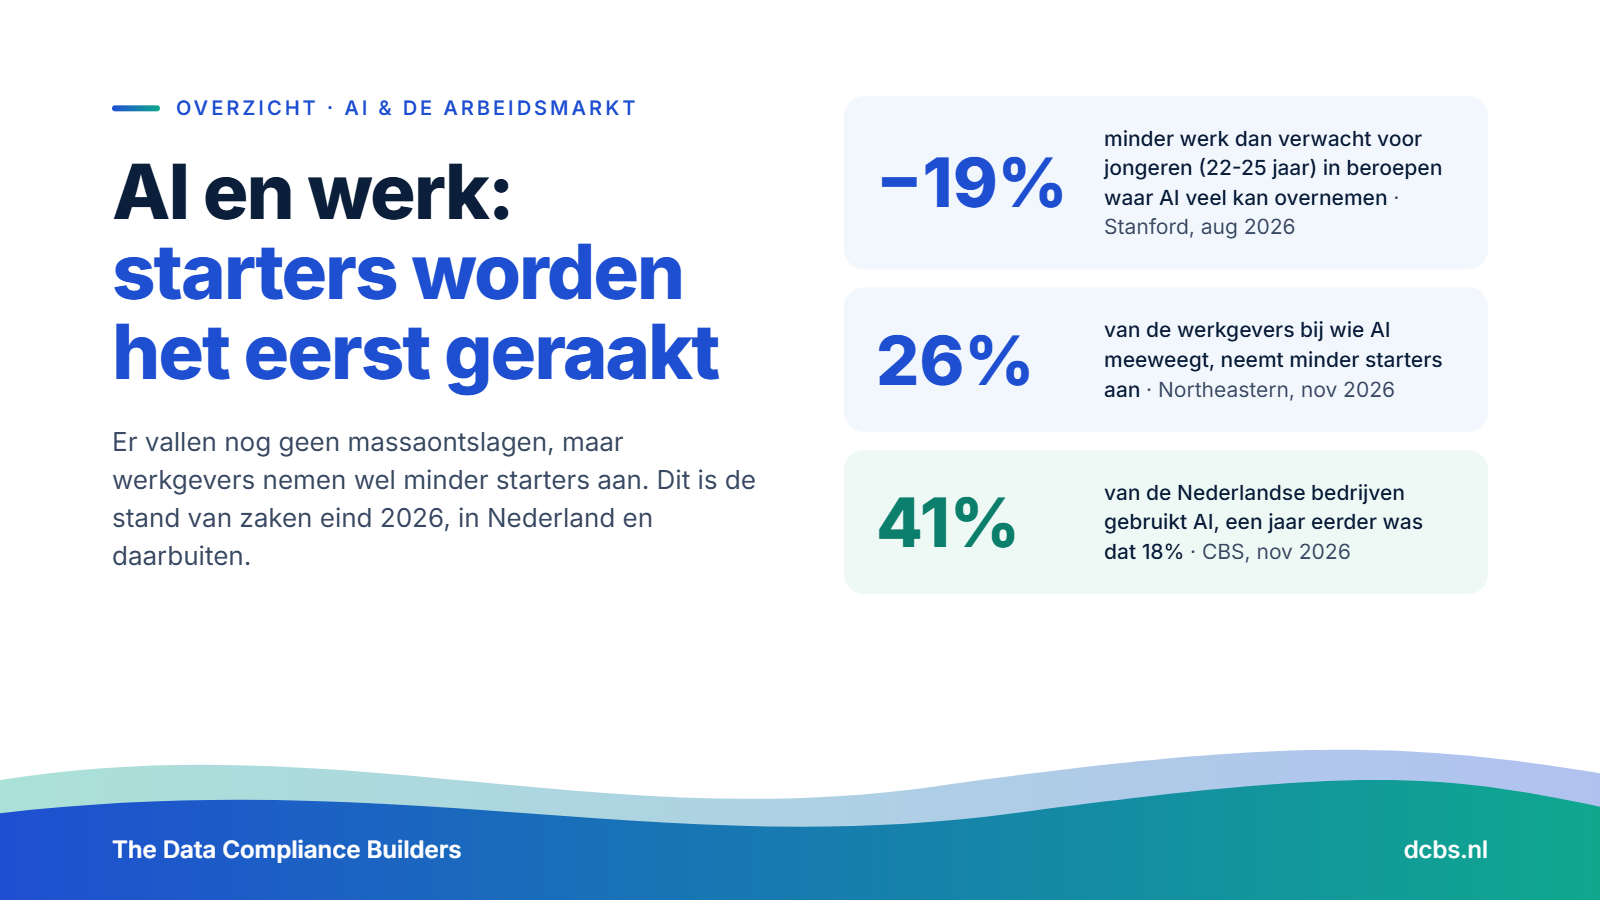 OVERZICHT · AI & DE ARBEIDSMARKT
AI en werk:
starters worden
het eerst geraakt
Er vallen nog geen massaontslagen, maar
werkgevers nemen wel minder starters aan. Dit is de
stand van zaken eind 2026, in Nederland en
daarbuiten.
−19%
minder werk dan verwacht voor
jongeren (22-25 jaar) in beroepen
waar AI veel kan overnemen ·
Stanford, aug 2026
26%
van de werkgevers bij wie AI
meeweegt, neemt minder starters
aan · Northeastern, nov 2026
41%
van de Nederlandse bedrijven
gebruikt AI, een jaar eerder was
dat 18% · CBS, nov 2026
The Data Compliance Builders
dcbs.nl